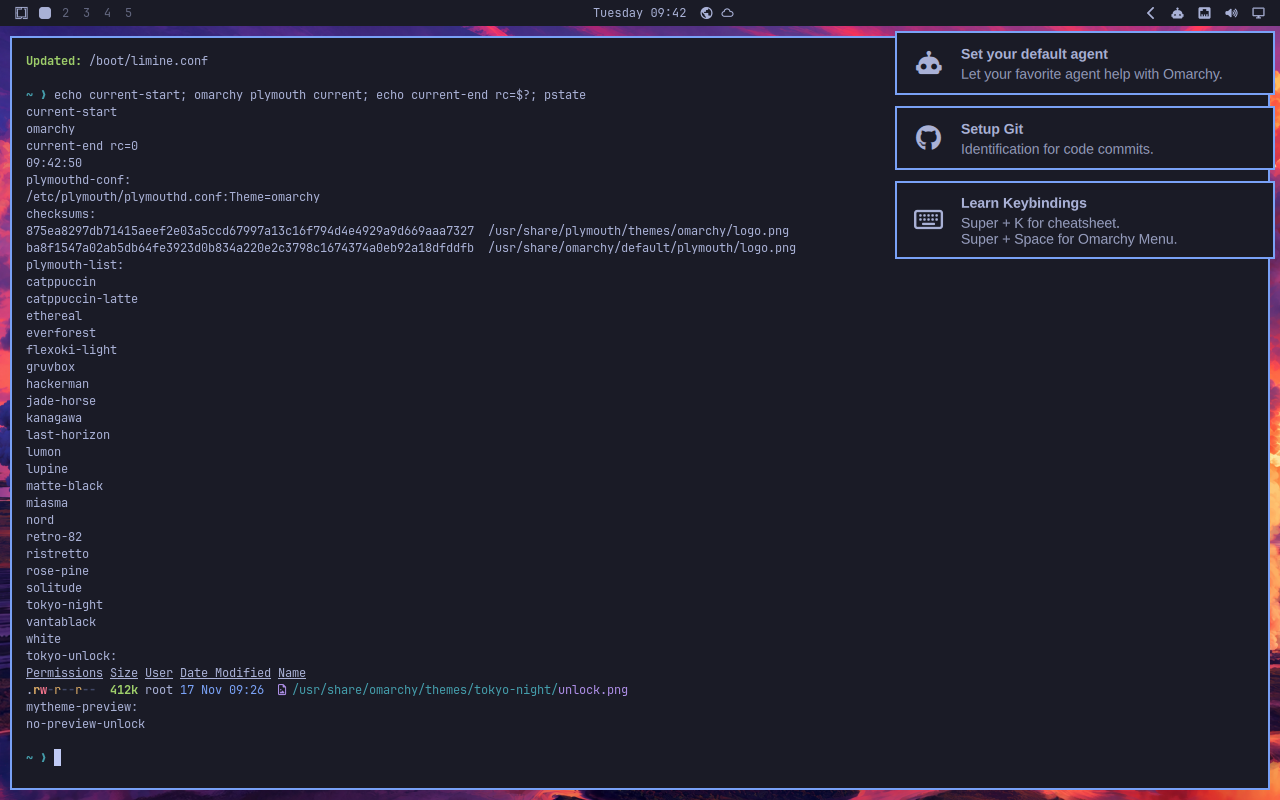 2 3 4 5
Tuesday 09:42
Updated: /boot/limine.conf
~ ❯ echo current-start; omarchy plymouth current; echo current-end rc=$?; pstate
current-start
omarchy
current-end rc=0
09:42:50
plymouthd-conf:
/etc/plymouth/plymouthd.conf:Theme=omarchy
checksums:
875ea8297db71415aeef2e03a5ccd67997a13c16f794d4e4929a9d669aaa7327  /usr/share/plymouth/themes/omarchy/logo.png
ba8f1547a02ab5db64fe3923d0b834a220e2c3798c1674374a0eb92a18dfddfb  /usr/share/omarchy/default/plymouth/logo.png
plymouth-list:
catppuccin
catppuccin-latte
ethereal
everforest
flexoki-light
gruvbox
hackerman
jade-horse
kanagawa
last-horizon
lumon
lupine
matte-black
miasma
nord
retro-82
ristretto
rose-pine
solitude
tokyo-night
vantablack
white
tokyo-unlock:
Permissions Size User Date Modified Name
.rw-r--r--  412k root 17 Nov 09:26  /usr/share/omarchy/themes/tokyo-night/unlock.png
mytheme-preview:
no-preview-unlock
~ ❯
Set your default agent
Let your favorite agent help with Omarchy.
Setup Git
Identification for code commits.
Learn Keybindings
Super + K for cheatsheet.
Super + Space for Omarchy Menu.